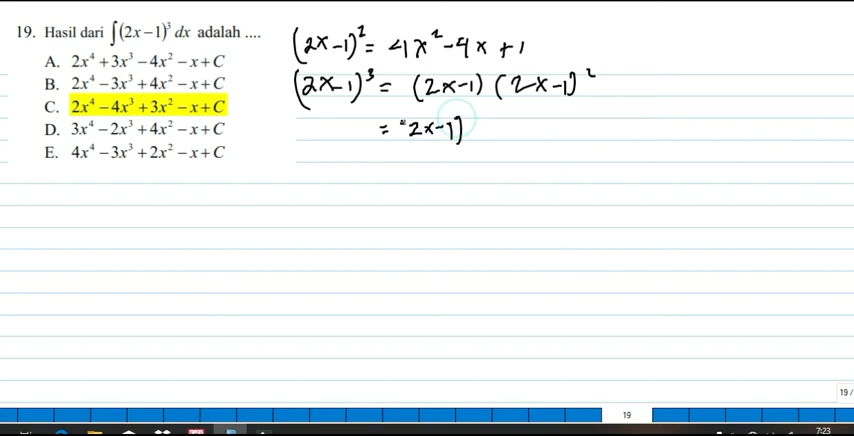 19. Hasil dari ∫(2x−1)³ dx adalah ....
A. 2x⁴ + 3x³ − 4x² − x + C
B. 2x⁴ − 3x³ + 4x² − x + C
C. 2x⁴ − 4x³ + 3x² − x + C
D. 3x⁴ − 2x³ + 4x² − x + C
E. 4x⁴ − 3x³ + 2x² − x + C
(2x−1)² = 4x² − 4x + 1
(2x−1)³ = (2x−1) (2x−1)²
= 2x−1)
19 /
19
7:23